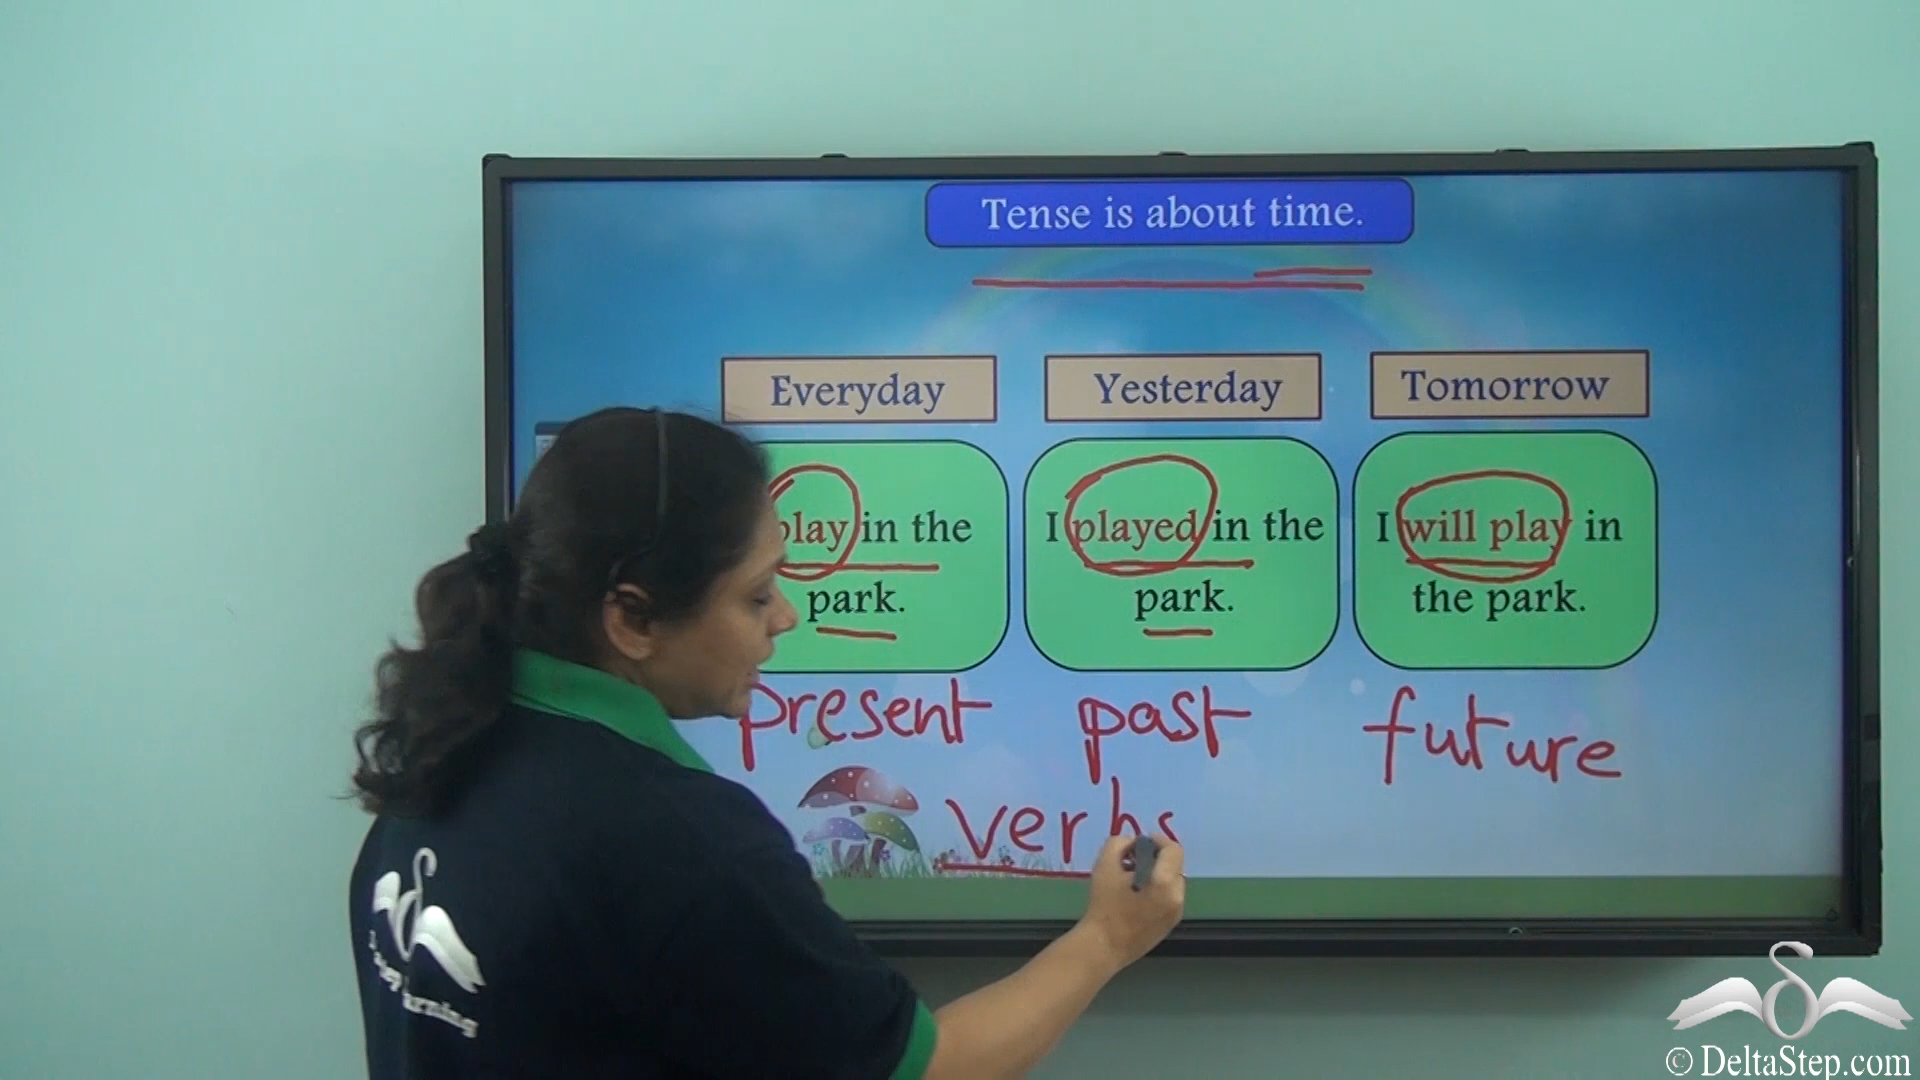 Tense is about time.
Everyday
Yesterday
Tomorrow
play in the
park.
I played in the
park.
I will play in
the park.
present
past
future
verbs
© DeltaStep.com